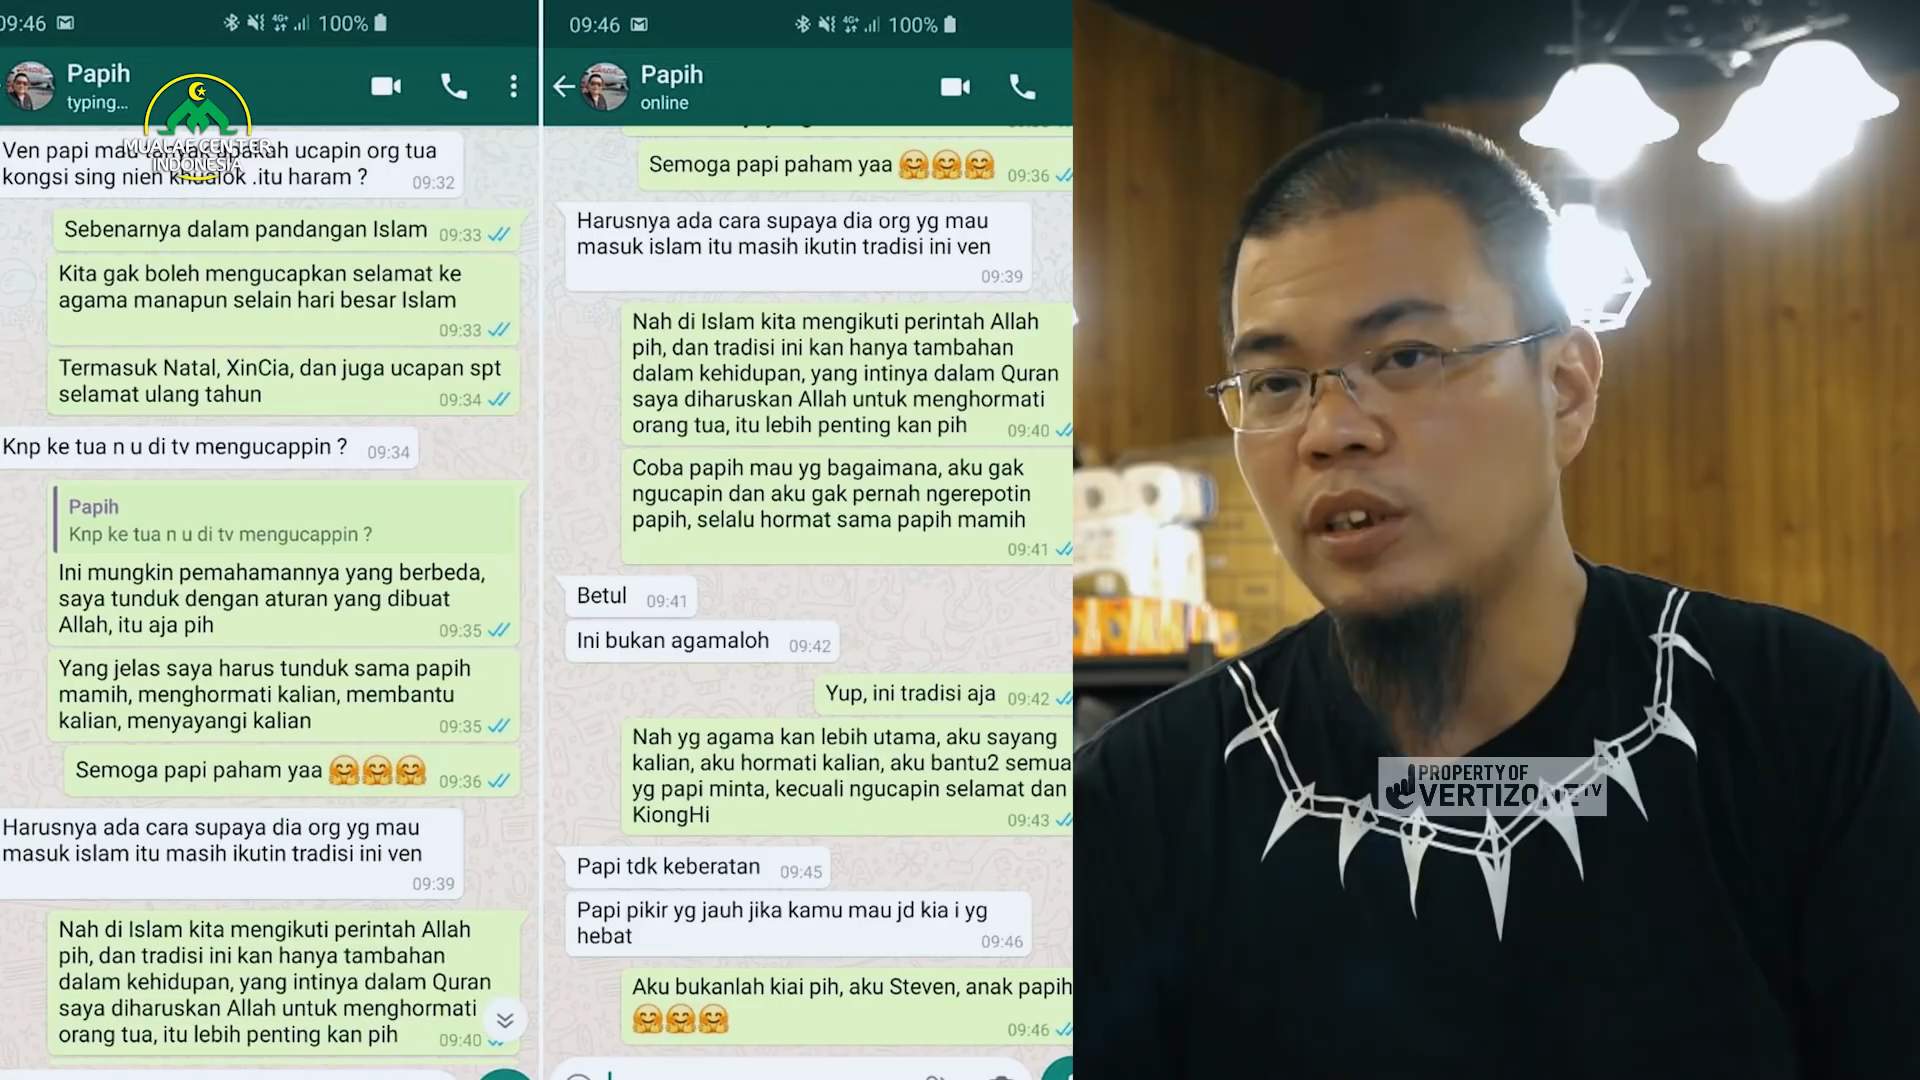 09:46
4G+
100%
Papih
typing...
MUALAF CENTER
INDONESIA
Ven papi mau tanya apakah ucapin org tua
kongsi sing nien khualok .itu haram ?
09:32
Sebenarnya dalam pandangan Islam
09:33
Kita gak boleh mengucapkan selamat ke
agama manapun selain hari besar Islam
09:33
Termasuk Natal, XinCia, dan juga ucapan spt
selamat ulang tahun
09:34
Knp ke tua n u di tv mengucappin ?
09:34
Papih
Knp ke tua n u di tv mengucappin ?
Ini mungkin pemahamannya yang berbeda,
saya tunduk dengan aturan yang dibuat
Allah, itu aja pih
09:35
Yang jelas saya harus tunduk sama papih
mamih, menghormati kalian, membantu
kalian, menyayangi kalian
09:35
Semoga papi paham yaa 🤗🤗🤗
09:36
Harusnya ada cara supaya dia org yg mau
masuk islam itu masih ikutin tradisi ini ven
09:39
Nah di Islam kita mengikuti perintah Allah
pih, dan tradisi ini kan hanya tambahan
dalam kehidupan, yang intinya dalam Quran
saya diharuskan Allah untuk menghormati
orang tua, itu lebih penting kan pih
09:40
09:46
4G+
100%
Papih
online
Semoga papi paham yaa 🤗🤗🤗
09:36
Harusnya ada cara supaya dia org yg mau
masuk islam itu masih ikutin tradisi ini ven
09:39
Nah di Islam kita mengikuti perintah Allah
pih, dan tradisi ini kan hanya tambahan
dalam kehidupan, yang intinya dalam Quran
saya diharuskan Allah untuk menghormati
orang tua, itu lebih penting kan pih
09:40
Coba papih mau yg bagaimana, aku gak
ngucapin dan aku gak pernah ngerepotin
papih, selalu hormat sama papih mamih
09:41
Betul
09:41
Ini bukan agamaloh
09:42
Yup, ini tradisi aja
09:42
Nah yg agama kan lebih utama, aku sayang
kalian, aku hormati kalian, aku bantu2 semua
yg papi minta, kecuali ngucapin selamat dan
KiongHi
09:43
Papi tdk keberatan
09:45
Papi pikir yg jauh jika kamu mau jd kia i yg
hebat
09:46
Aku bukanlah kiai pih, aku Steven, anak papih
🤗🤗🤗
09:46
PROPERTY OF
VERTIZONE TV